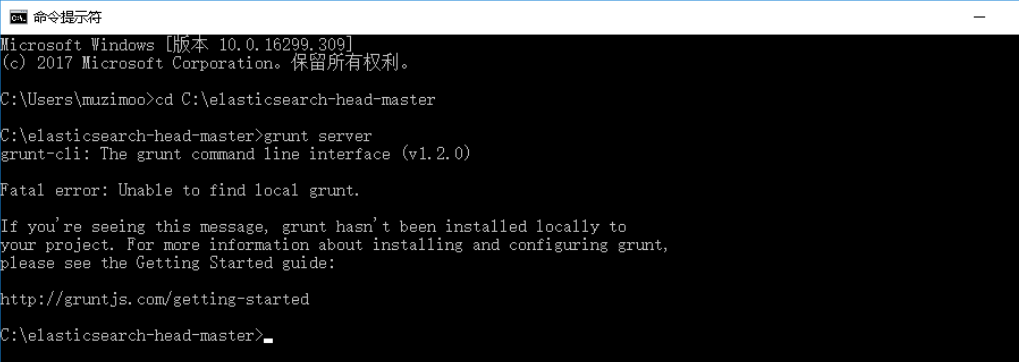 命令提示符
Microsoft Windows [版本 10.0.16299.309]
(c) 2017 Microsoft Corporation。保留所有权利。
C:\Users\muzimoo>cd C:\elasticsearch-head-master
C:\elasticsearch-head-master>grunt server
grunt-cli: The grunt command line interface (v1.2.0)
Fatal error: Unable to find local grunt.
If you're seeing this message, grunt hasn't been installed locally to
your project. For more information about installing and configuring grunt,
please see the Getting Started guide:
http://gruntjs.com/getting-started
C:\elasticsearch-head-master>